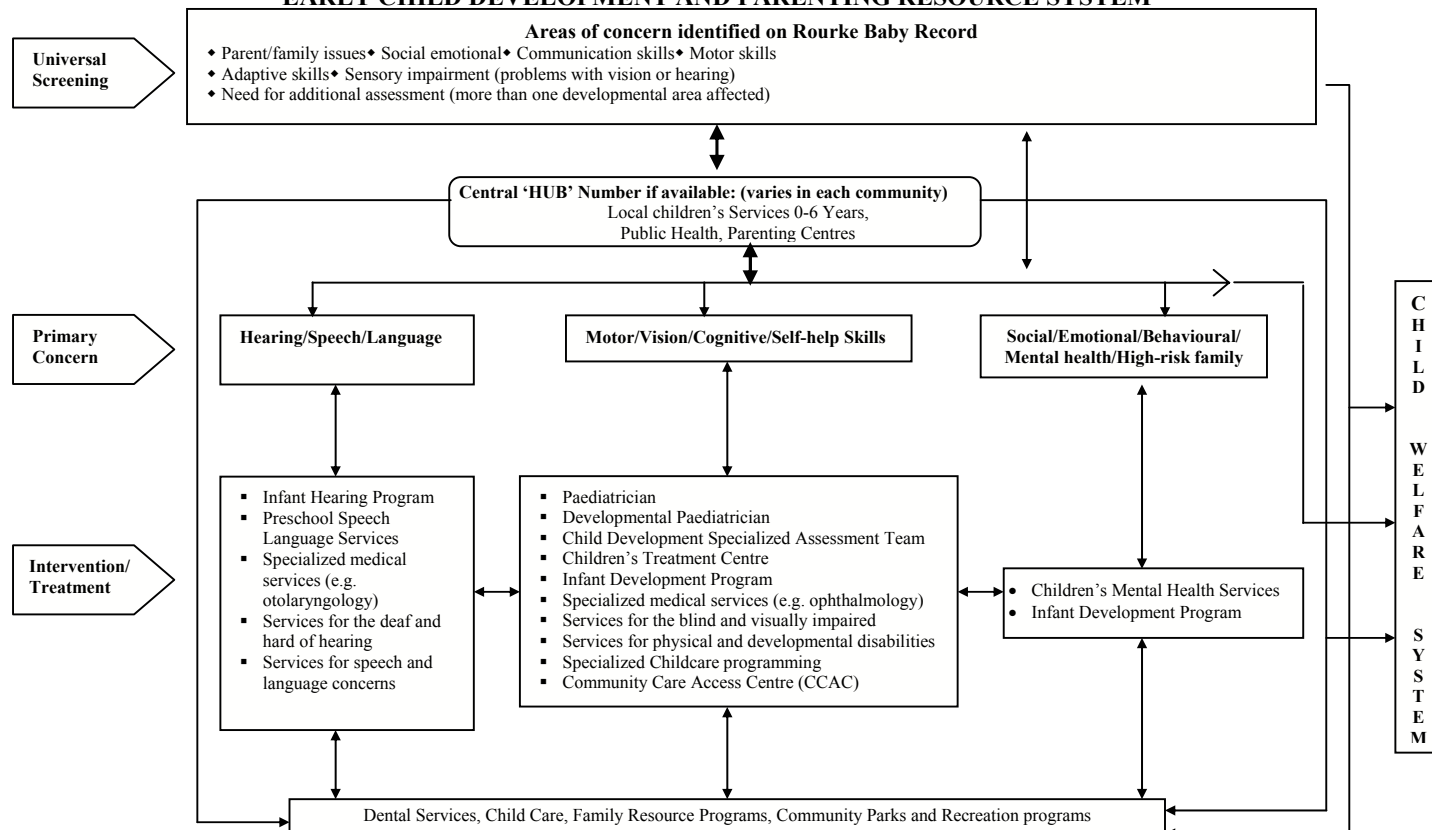 EARLY CHILD DEVELOPMENT AND PARENTING RESOURCE SYSTEM
Universal
Screening
Areas of concern identified on Rourke Baby Record
◆ Parent/family issues◆ Social emotional◆ Communication skills◆ Motor skills
◆ Adaptive skills◆ Sensory impairment (problems with vision or hearing)
◆ Need for additional assessment (more than one developmental area affected)
Central ‘HUB’ Number if available: (varies in each community)
Local children’s Services 0-6 Years,
Public Health, Parenting Centres
Primary
Concern
Hearing/Speech/Language
Motor/Vision/Cognitive/Self-help Skills
Social/Emotional/Behavioural/
Mental health/High-risk family
Intervention/
Treatment
▪ Infant Hearing Program
▪ Preschool Speech
Language Services
▪ Specialized medical
services (e.g.
otolaryngology)
▪ Services for the deaf and
hard of hearing
▪ Services for speech and
language concerns
▪ Paediatrician
▪ Developmental Paediatrician
▪ Child Development Specialized Assessment Team
▪ Children’s Treatment Centre
▪ Infant Development Program
▪ Specialized medical services (e.g. ophthalmology)
▪ Services for the blind and visually impaired
▪ Services for physical and developmental disabilities
▪ Specialized Childcare programming
▪ Community Care Access Centre (CCAC)
• Children’s Mental Health Services
• Infant Development Program
Dental Services, Child Care, Family Resource Programs, Community Parks and Recreation programs
C
H
I
L
D
W
E
L
F
A
R
E
S
Y
S
T
E
M